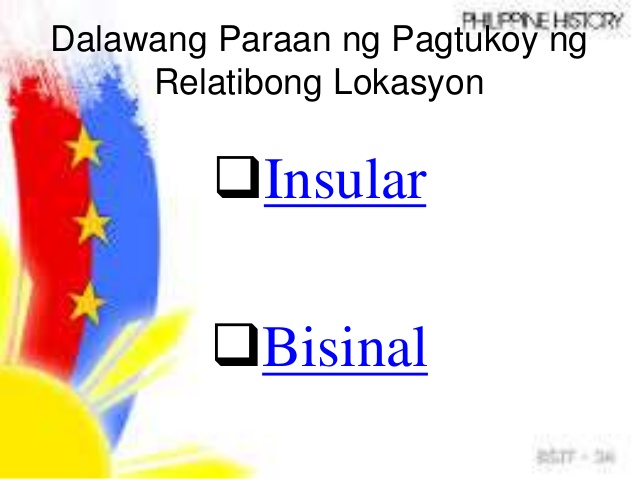 PHILIPPINE HISTORY
Dalawang Paraan ng Pagtukoy ng
Relatibong Lokasyon
Insular
Bisinal